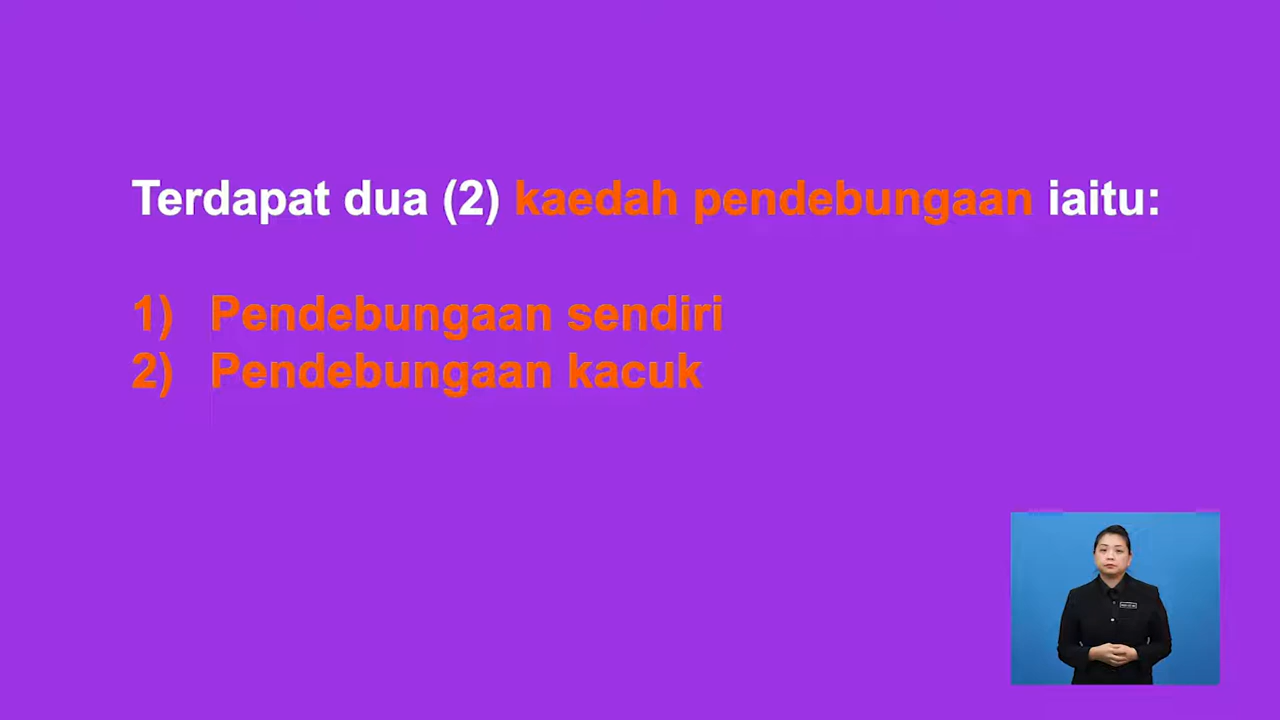 Terdapat dua (2) kaedah pendebungaan iaitu:
1) Pendebungaan sendiri
2) Pendebungaan kacuk